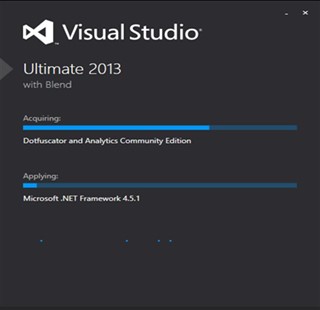 Visual Studio
Ultimate 2013
with Blend
Acquiring:
Dotfuscator and Analytics Community Edition
Applying:
Microsoft .NET Framework 4.5.1